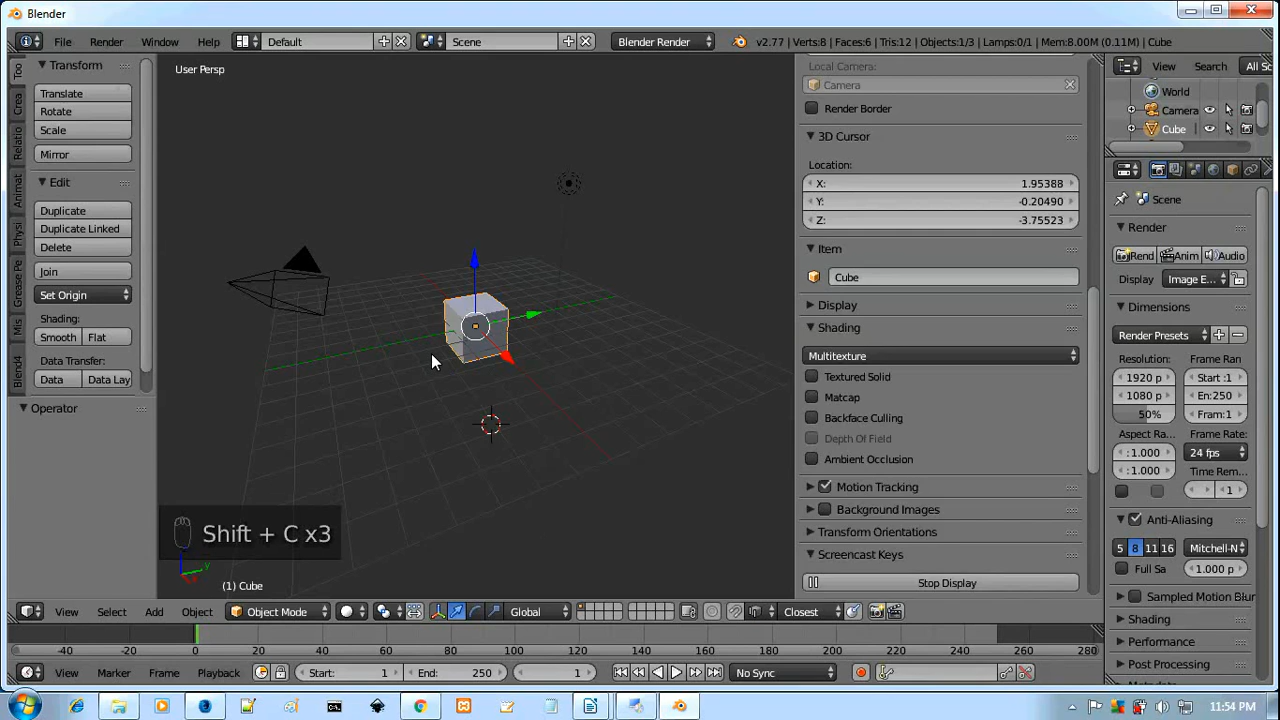 Blender
File Render Window Help Default Scene Blender Render v2.77 | Verts:8 | Faces:6 | Tris:12 | Objects:1/3 | Lamps:0/1 | Mem:8.00M (0.11M) | Cube
Transform
Translate
Rotate
Scale
Mirror
Edit
Duplicate
Duplicate Linked
Delete
Join
Set Origin
Shading:
Smooth Flat
Data Transfer:
Data Data Lay
Operator
Too
Crea
Relatio
Animat
Physi
Grease Pe
Mis
Blend4
User Persp
Shift + C x3
y
(1) Cube
Local Camera:
Camera
Render Border
3D Cursor
Location:
X: 1.95388
Y: -0.20490
Z: -3.75523
Item
Cube
Display
Shading
Multitexture
Textured Solid
Matcap
Backface Culling
Depth Of Field
Ambient Occlusion
Motion Tracking
Background Images
Transform Orientations
Screencast Keys
Stop Display
View Search All Sc
World
Camera
Cube
Scene
Render
Rend Anim Audio
Display Image E...
Dimensions
Render Presets
Resolution: Frame Ran
1920 p Start :1
1080 p En:250
50% Fram:1
Aspect Ra... Frame Rate:
:1.000 24 fps
:1.000 Time Rem...
1
Anti-Aliasing
5 8 11 16 Mitchell-N
Full Sa 1.000 p
Sampled Motion Blur
Shading
Performance
Post Processing
View Select Add Object Object Mode Global Closest
-40 -20 0 20 40 60 80 100 120 140 160 180 200 220 240 260 280
View Marker Frame Playback Start: 1 End: 250 1 No Sync
11:54 PM